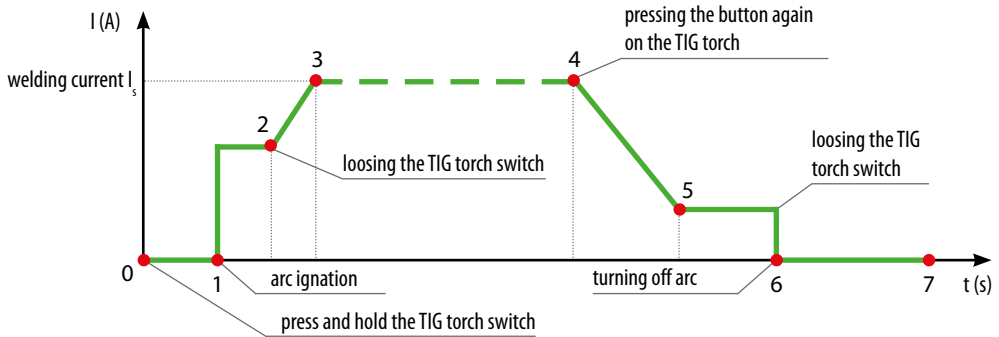 I (A)
pressing the button again
on the TIG torch
welding current I s
3
4
2
loosing the TIG torch switch
loosing the TIG
torch switch
5
0
1
arc ignation
turning off arc
6
7
t (s)
press and hold the TIG torch switch